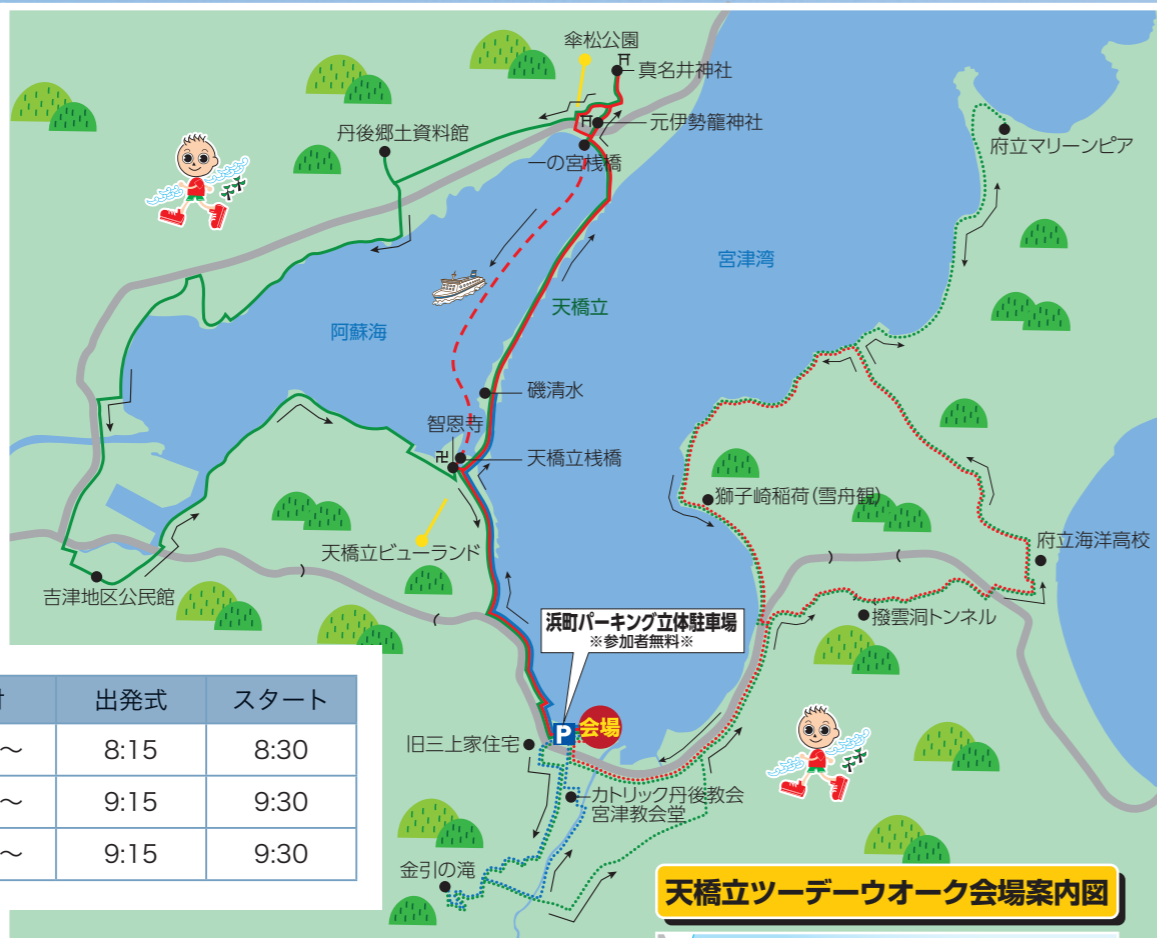 傘松公園
真名井神社
元伊勢籠神社
丹後郷土資料館
一の宮桟橋
府立マリーンピア
宮津湾
天橋立
阿蘇海
磯清水
智恩寺
天橋立桟橋
獅子崎稲荷(雪舟観)
天橋立ビューランド
府立海洋高校
吉津地区公民館
撥雲洞トンネル
浜町パーキング立体駐車場
※参加者無料※
P 会場
旧三上家住宅
カトリック丹後教会
宮津教会堂
金引の滝
出発式 スタート
~ 8:15 8:30
~ 9:15 9:30
~ 9:15 9:30
天橋立ツーデーウオーク会場案内図